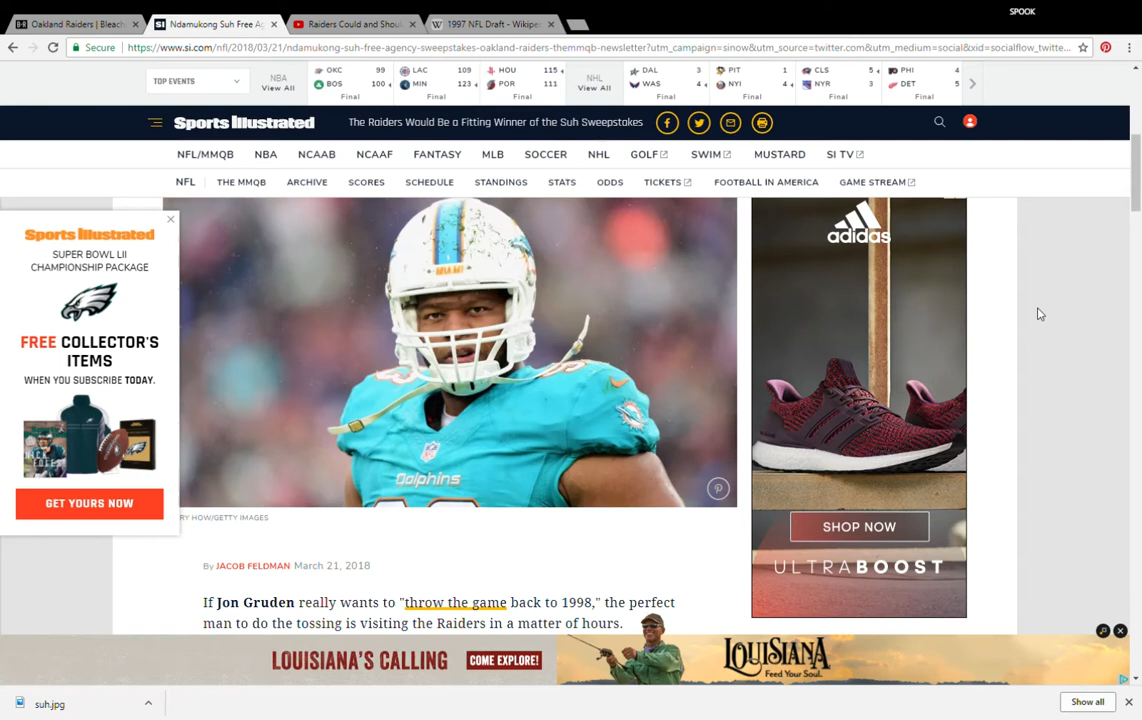 SPOOK
Oakland Raiders | Bleach
Ndamukong Suh Free Ag
Raiders Could and Shoul
1997 NFL Draft - Wikipe
Secure
https://www.si.com/nfl/2018/03/21/ndamukong-suh-free-agency-sweepstakes-oakland-raiders-themmqb-newsletter?utm_campaign=sinow&utm_source=twitter.com&utm_medium=social&xid=socialflow_twitte...
TOP EVENTS
NBA
View All
OKC 99
BOS 100
Final
LAC 109
MIN 123
Final
HOU 115
POR 111
Final
NHL
View All
DAL 3
WAS 4
Final
PIT 1
NYI 4
Final
CLS 5
NYR 3
Final
PHI 4
DET 5
Final
Sports Illustrated
The Raiders Would Be a Fitting Winner of the Suh Sweepstakes
NFL/MMQB NBA NCAAB NCAAF FANTASY MLB SOCCER NHL GOLF SWIM MUSTARD SI TV
NFL THE MMQB ARCHIVE SCORES SCHEDULE STANDINGS STATS ODDS TICKETS FOOTBALL IN AMERICA GAME STREAM
Sports Illustrated
SUPER BOWL LII
CHAMPIONSHIP PACKAGE
FREE COLLECTOR'S
ITEMS
WHEN YOU SUBSCRIBE TODAY.
GET YOURS NOW
MIAMI
Dolphins
adidas
SHOP NOW
ULTRABOOST
RY HOW/GETTY IMAGES
By JACOB FELDMAN March 21, 2018
If Jon Gruden really wants to "throw the game back to 1998," the perfect
man to do the tossing is visiting the Raiders in a matter of hours.
LOUISIANA'S CALLING
COME EXPLORE!
LOUISIANA
Feed Your Soul.
suh.jpg
Show all